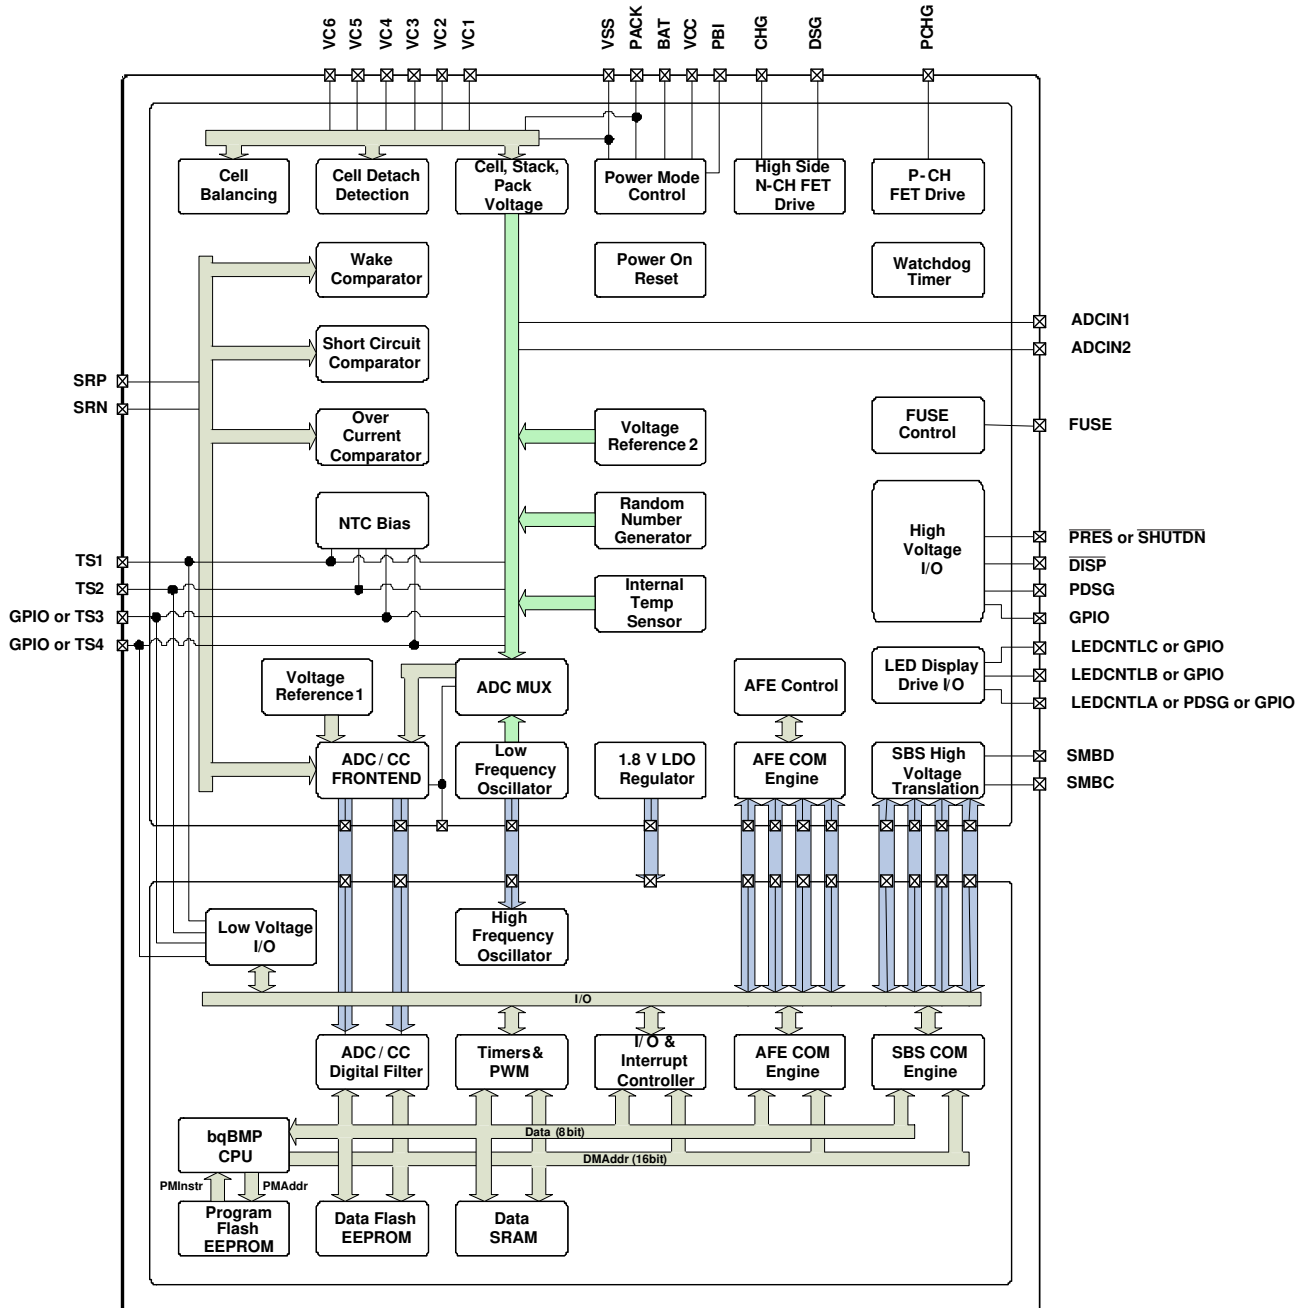 VC6
VC5
VC4
VC3
VC2
VC1
VSS
PACK
BAT
VCC
PBI
CHG
DSG
PCHG
Cell
Balancing
Cell Detach
Detection
Cell, Stack,
Pack
Voltage
Power Mode
Control
High Side
N-CH FET
Drive
P-CH
FET Drive
Wake
Comparator
Power On
Reset
Watchdog
Timer
ADCIN1
ADCIN2
Short Circuit
Comparator
SRP
SRN
Over
Current
Comparator
Voltage
Reference 2
FUSE
Control
FUSE
NTC Bias
Random
Number
Generator
High
Voltage
I/O
PRES or SHUTDN
DISP
PDSG
GPIO
TS1
TS2
GPIO or TS3
GPIO or TS4
Internal
Temp
Sensor
Voltage
Reference 1
ADC MUX
AFE Control
LED Display
Drive I/O
LEDCNTLC or GPIO
LEDCNTLB or GPIO
LEDCNTLA or PDSG or GPIO
ADC / CC
FRONTEND
Low
Frequency
Oscillator
1.8 V LDO
Regulator
AFE COM
Engine
SBS High
Voltage
Translation
SMBD
SMBC
Low Voltage
I/O
High
Frequency
Oscillator
I/O
ADC / CC
Digital Filter
Timers &
PWM
I/O &
Interrupt
Controller
AFE COM
Engine
SBS COM
Engine
bqBMP
CPU
Data (8bit)
DMAddr (16bit)
PMInstr
PMAddr
Program
Flash
EEPROM
Data Flash
EEPROM
Data
SRAM